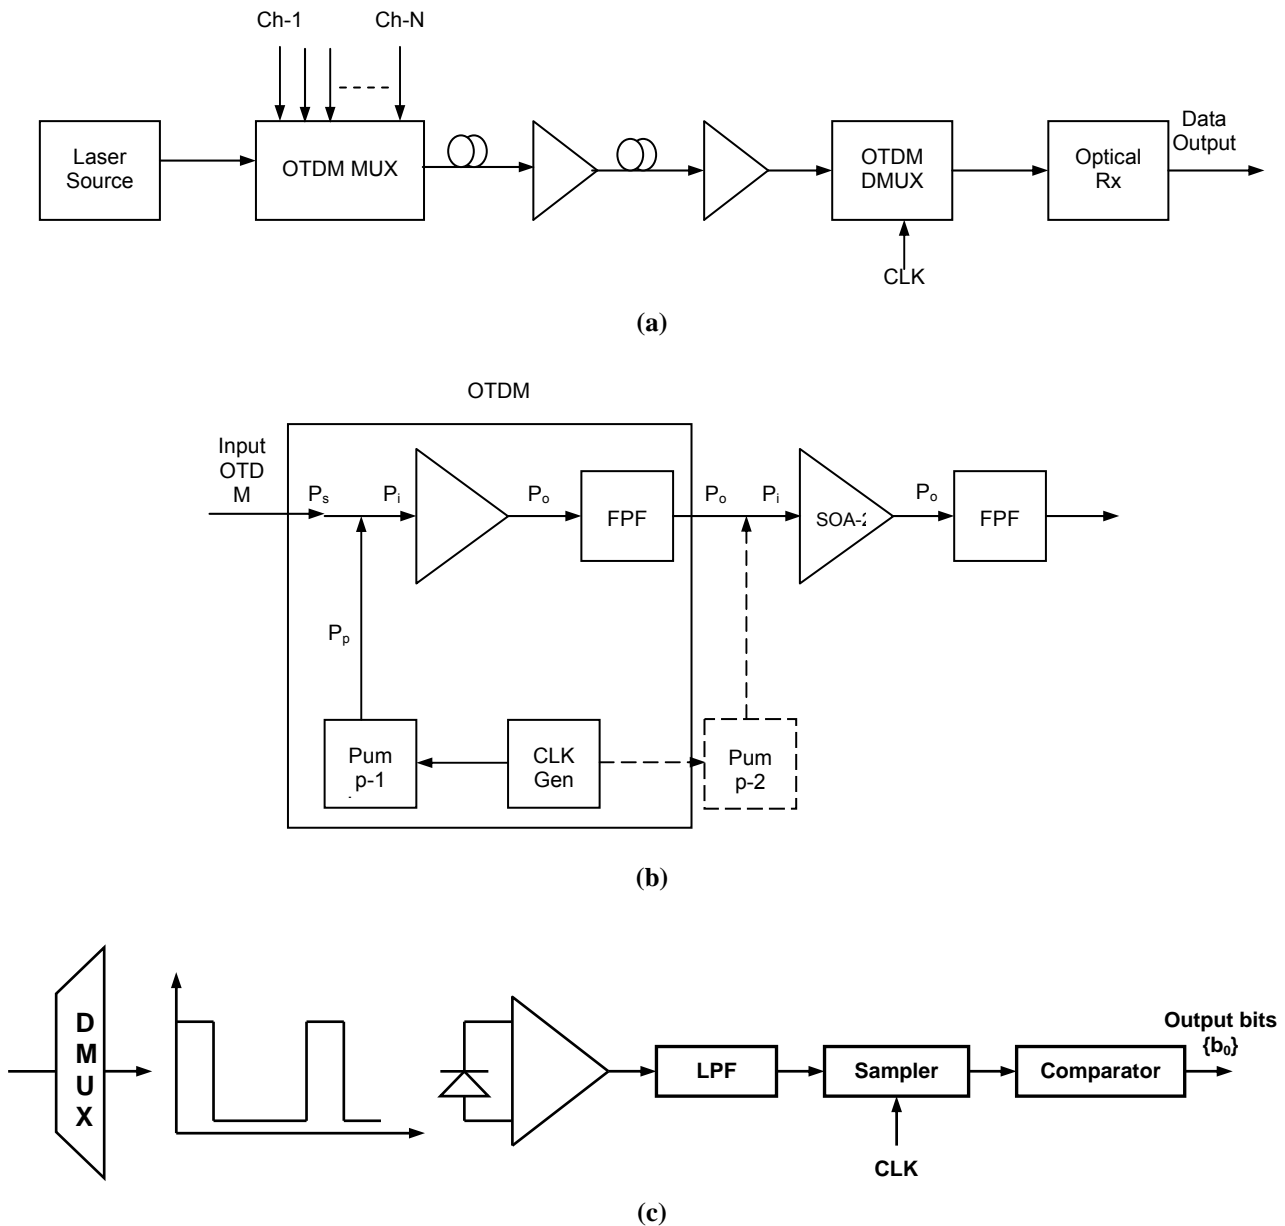 Ch-1
Ch-N
Laser
Source
OTDM MUX
OTDM
DMUX
Optical
Rx
Data
Output
CLK
(a)
OTDM
Input
OTD
M
Ps
Pi
Po
FPF
Po
Pi
SOA-2
Po
FPF
Pp
Pum
p-1
CLK
Gen
Pum
p-2
(b)
D
M
U
X
LPF
Sampler
Comparator
Output bits
{b0}
CLK
(c)